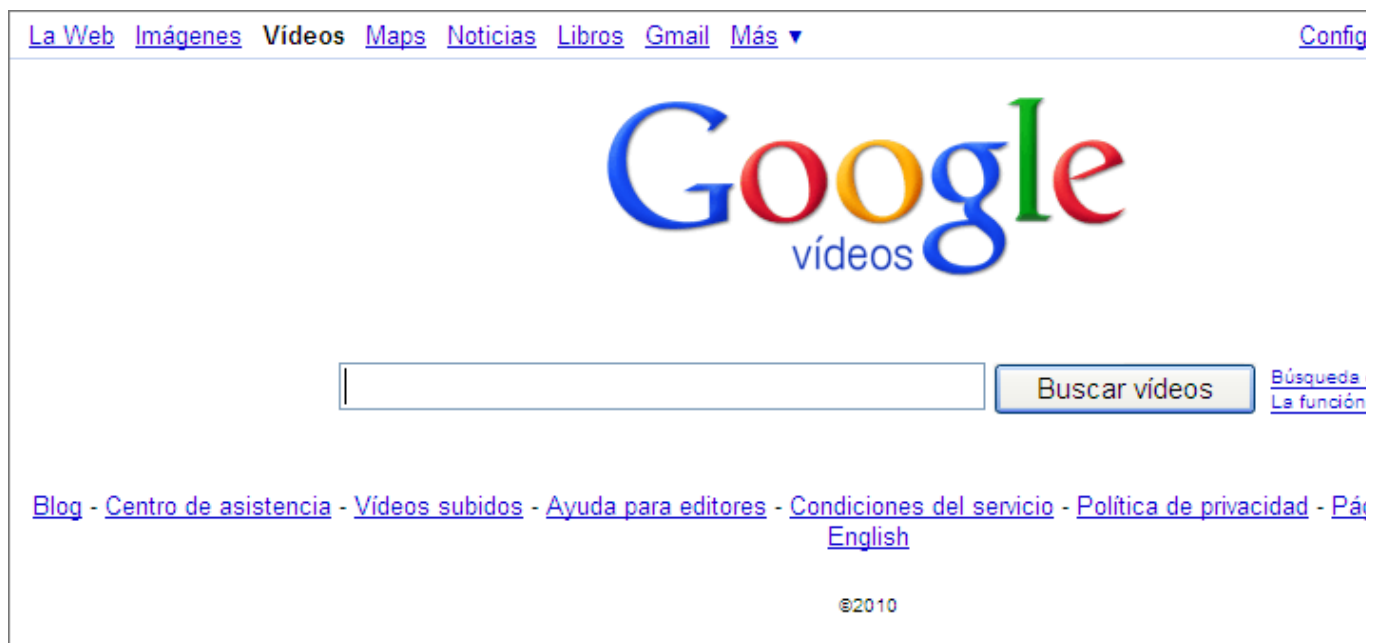 La Web Imágenes Vídeos Maps Noticias Libros Gmail Más ▼ Config
Google
vídeos
Buscar vídeos
Búsqueda
La función
Blog - Centro de asistencia - Vídeos subidos - Ayuda para editores - Condiciones del servicio - Política de privacidad - Pág
English
©2010